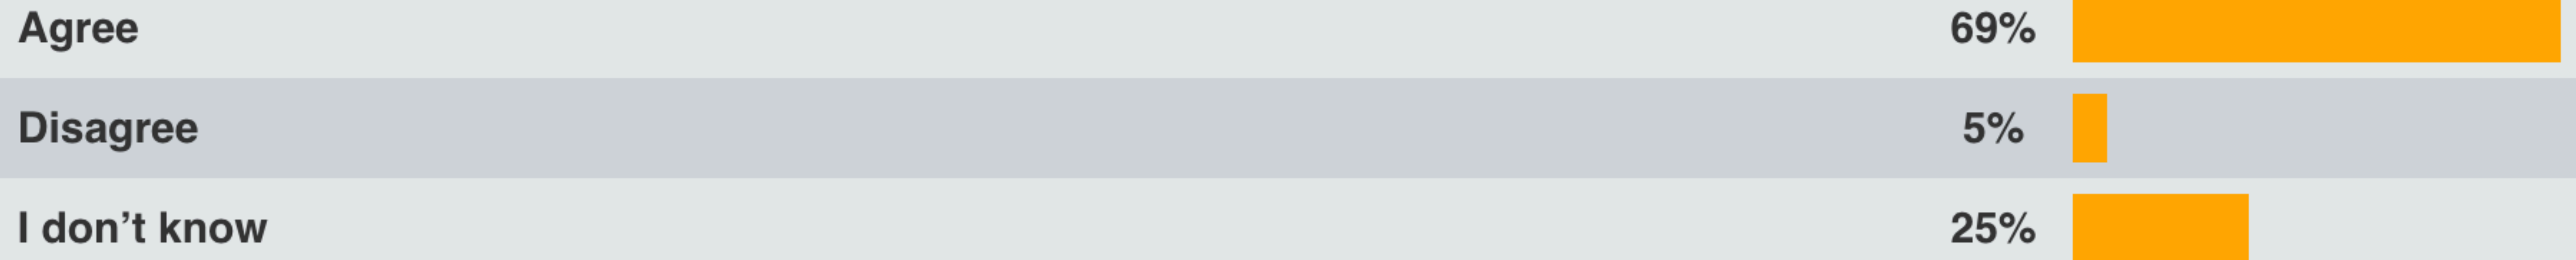 Agree 69%
Disagree 5%
I don’t know 25%